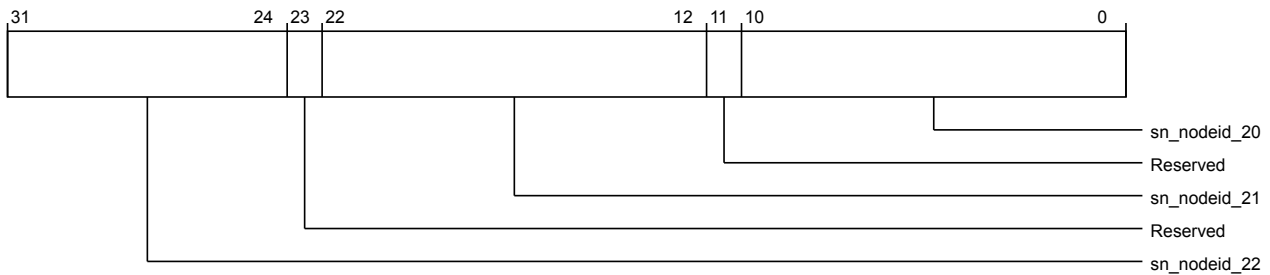 31 24 23 22 12 11 10 0
sn_nodeid_20
Reserved
sn_nodeid_21
Reserved
sn_nodeid_22